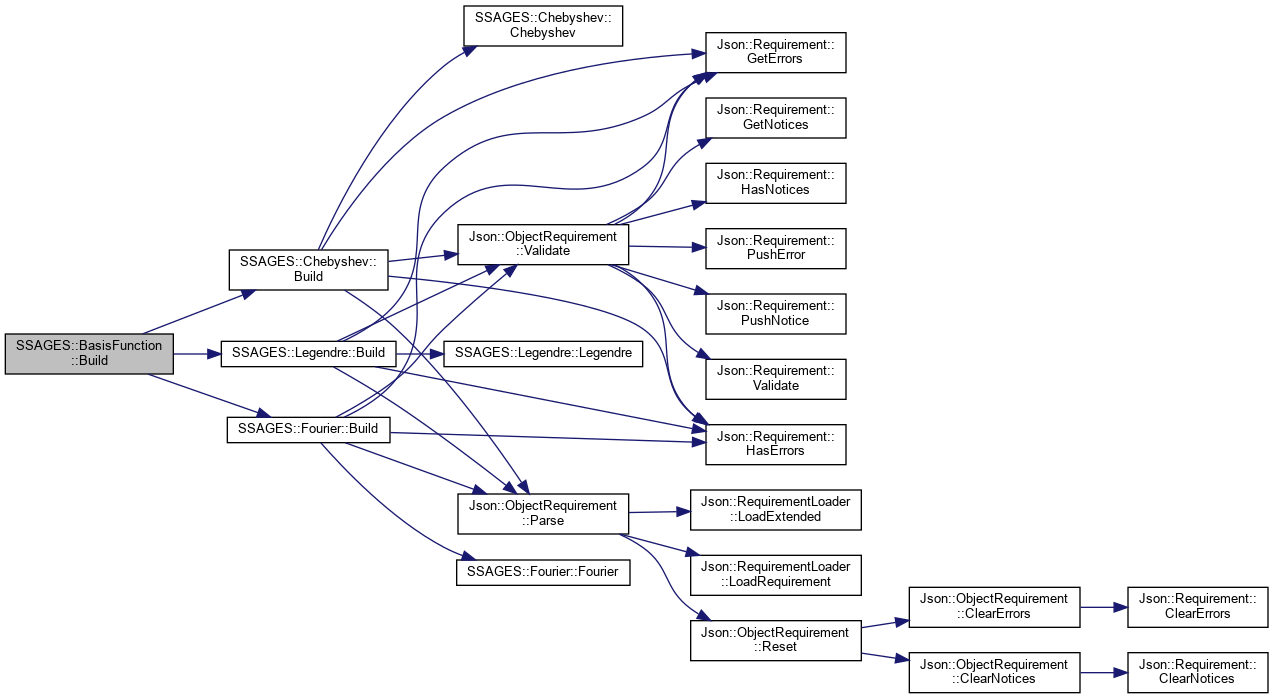 SSAGES::BasisFunction
::Build
SSAGES::Chebyshev::
Build
SSAGES::Legendre::Build
SSAGES::Fourier::Build
SSAGES::Chebyshev::
Chebyshev
Json::ObjectRequirement
::Validate
SSAGES::Legendre::Legendre
Json::ObjectRequirement
::Parse
SSAGES::Fourier::Fourier
Json::Requirement::
GetErrors
Json::Requirement::
GetNotices
Json::Requirement::
HasNotices
Json::Requirement::
PushError
Json::Requirement::
PushNotice
Json::Requirement::
Validate
Json::Requirement::
HasErrors
Json::RequirementLoader
::LoadExtended
Json::RequirementLoader
::LoadRequirement
Json::ObjectRequirement
::Reset
Json::ObjectRequirement
::ClearErrors
Json::ObjectRequirement
::ClearNotices
Json::Requirement::
ClearErrors
Json::Requirement::
ClearNotices